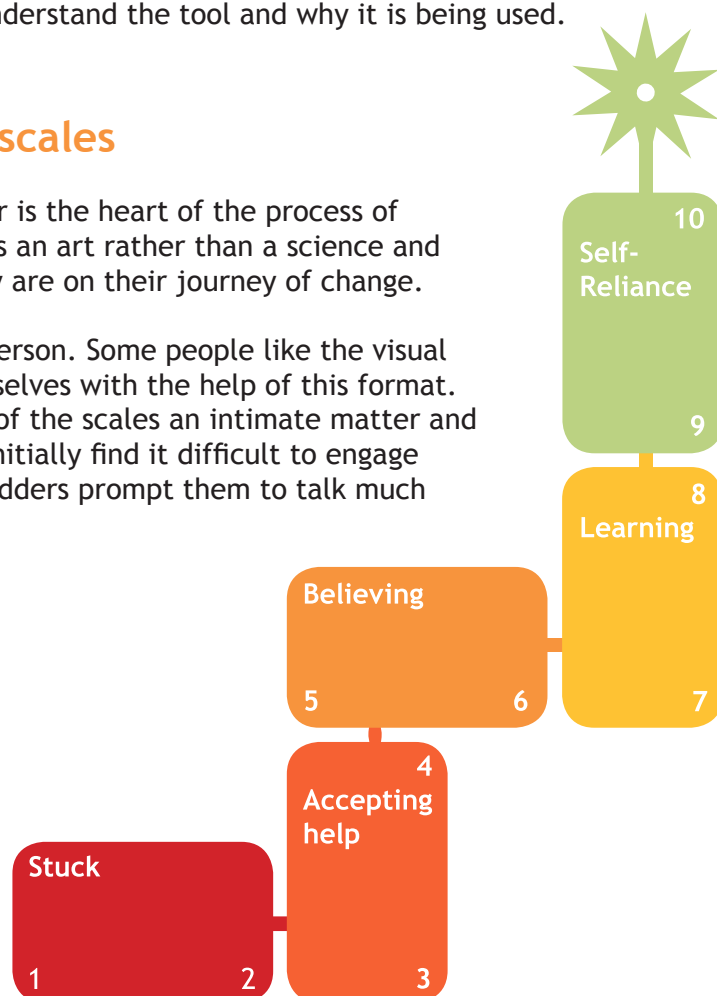 nderstand the tool and why it is being used.
scales
r is the heart of the process of
s an art rather than a science and
y are on their journey of change.
erson. Some people like the visual
selves with the help of this format.
of the scales an intimate matter and
nitially find it difficult to engage
dders prompt them to talk much
10
Self-
Reliance
9
8
Learning
7
Believing
5 6
4
Accepting
help
3
Stuck
1 2